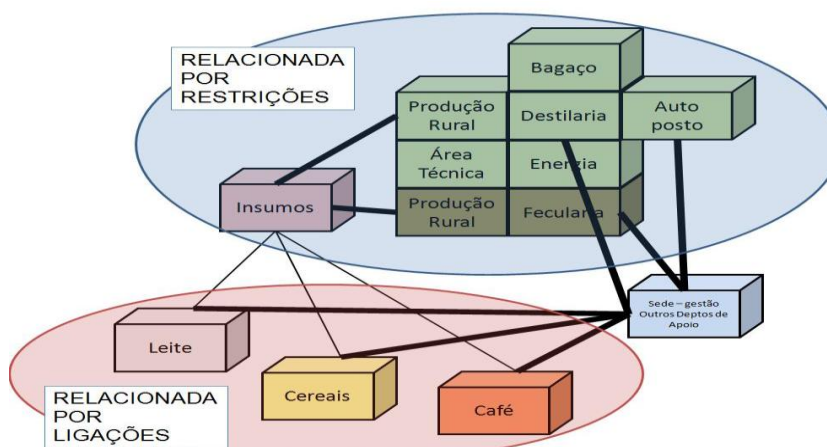 RELACIONADA
POR
RESTRIÇÕES
Bagaço
Produção
Rural
Destilaria
Auto
posto
Área
Técnica
Energia
Insumos
Produção
Rural
Fecularia
Sede – gestão
Outros Deptos de
Apoio
Leite
Cereais
Café
RELACIONADA
POR
LIGAÇÕES